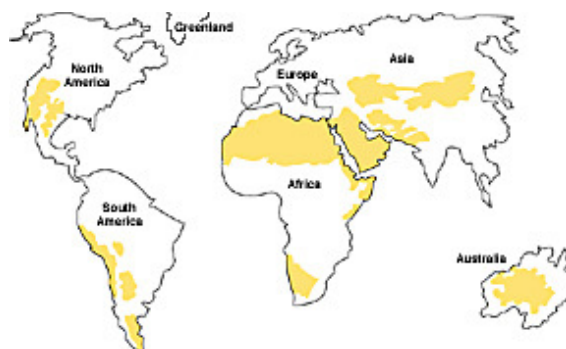 Greenland
North
America
Europe
Asia
Africa
South
America
Australia